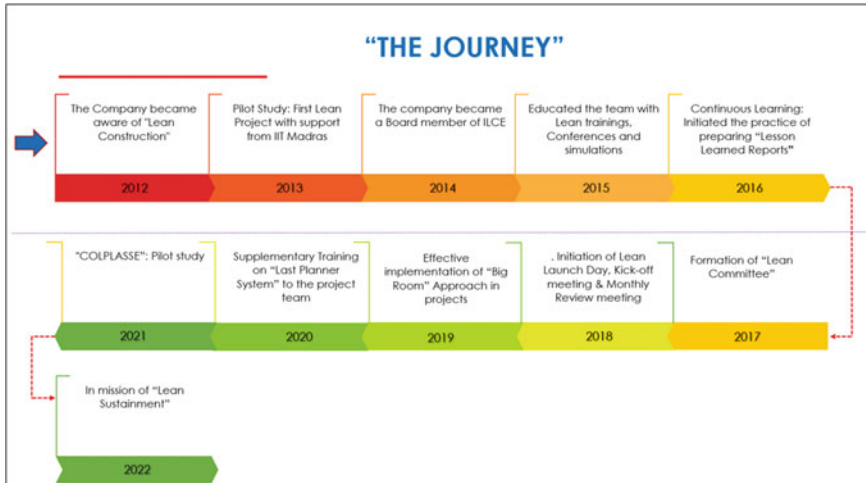 “THE JOURNEY”
The Company became
aware of "Lean
Construction"
2012
Pilot Study: First Lean
Project with support
from IIT Madras
2013
The company became
a Board member of ILCE
2014
Educated the team with
Lean trainings,
Conferences and
simulations
2015
Continuous Learning:
Initiated the practice of
preparing “Lesson
Learned Reports”
2016
"COLPLASSE": Pilot study
2021
Supplementary Training
on “Last Planner
System” to the project
team
2020
Effective
implementation of “Big
Room” Approach in
projects
2019
. Initiation of Lean
Launch Day, Kick-off
meeting & Monthly
Review meeting
2018
Formation of “Lean
Committee”
2017
In mission of “Lean
Sustainment”
2022